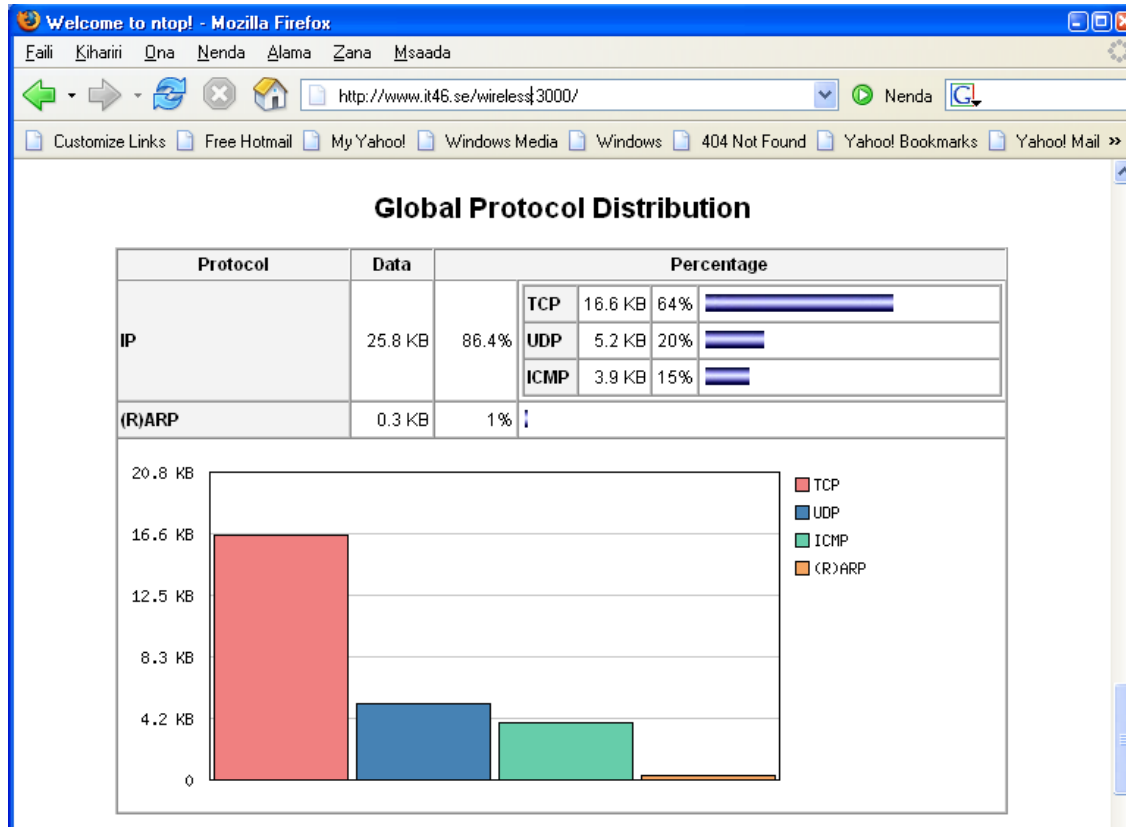 Welcome to ntop! - Mozilla Firefox
Faili Kihariri Ona Nenda Alama Zana Msaada
http://www.it46.se/wireless:3000/ Nenda G
Customize Links Free Hotmail My Yahoo! Windows Media Windows 404 Not Found Yahoo! Bookmarks Yahoo! Mail »
Global Protocol Distribution
Protocol Data Percentage
IP 25.8 KB 86.4%
TCP 16.6 KB 64%
UDP 5.2 KB 20%
ICMP 3.9 KB 15%
(R)ARP 0.3 KB 1%
20.8 KB
16.6 KB
12.5 KB
8.3 KB
4.2 KB
0
TCP
UDP
ICMP
(R)ARP